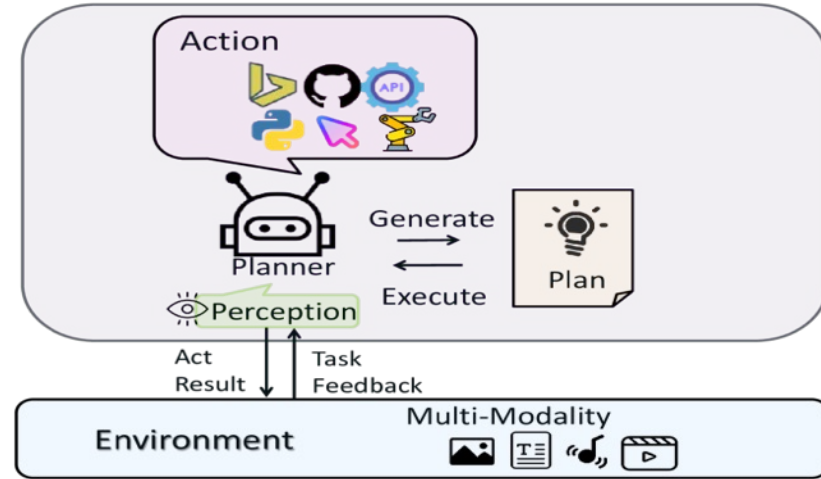 Action
API
Generate
Planner
Plan
Execute
Perception
Act
Result
Task
Feedback
Multi-Modality
Environment
T